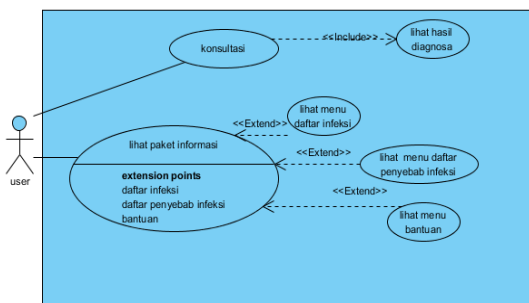 konsultasi
<<Include>>
lihat hasil
diagnosa
<<Extend>>
lihat menu
daftar infeksi
lihat paket informasi
<<Extend>>
lihat menu daftar
penyebab infeksi
extension points
daftar infeksi
daftar penyebab infeksi
bantuan
<<Extend>>
lihat menu
bantuan
user